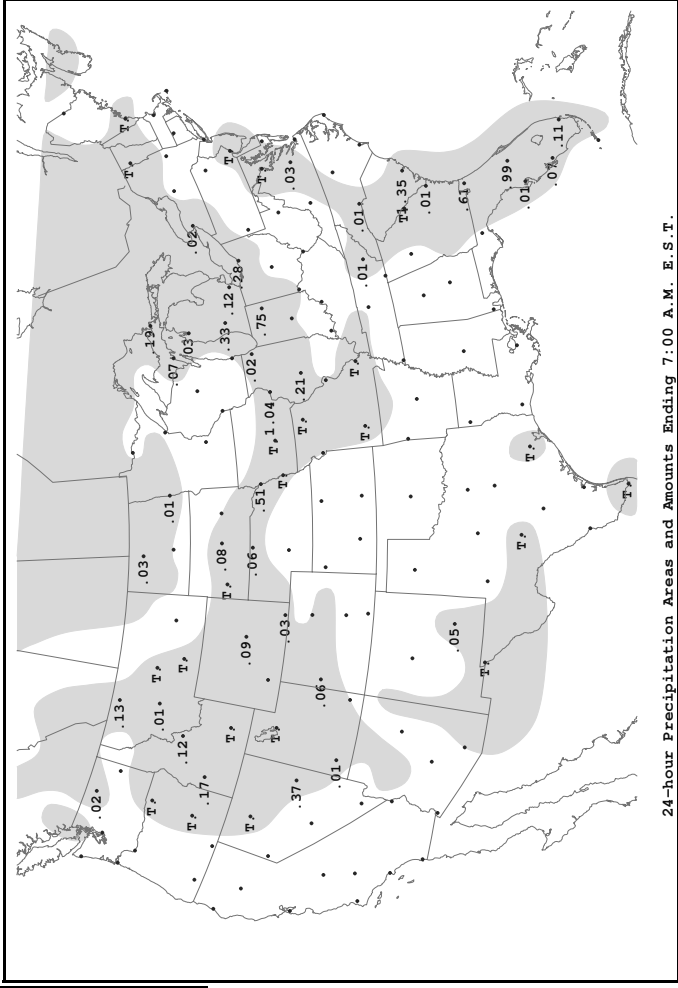 .02
.13
T
T
.03
.19
T
T
.01
.01
.07
.12
T
.03
T
.02
.17
.08
.33
T
.12
T
T
.28
.09
T
.02
.06
.51
.75
T
1.04
T
T
T
.03
.03
.37
.21
T
.06
.01
T
.01
.01
T
T
1.35
.01
.05
.61
T
.99
T
.01
T
.07
.11
T
24-hour Precipitation Areas and Amounts Ending 7:00 A.M. E.S.T.